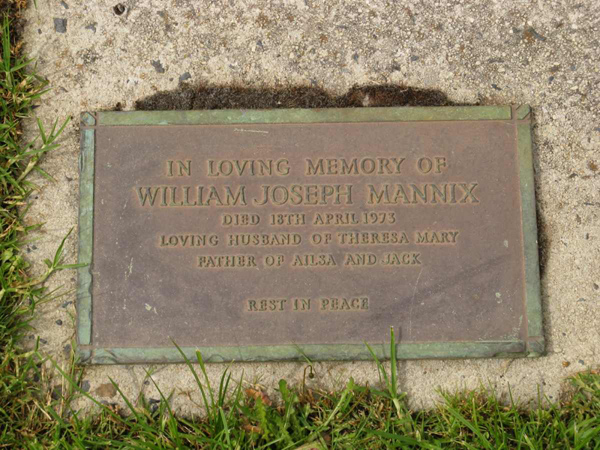 IN LOVING MEMORY OF
WILLIAM JOSEPH MANNIX
DIED 18TH APRIL 1973
LOVING HUSBAND OF THERESA MARY
FATHER OF AILSA AND JACK
REST IN PEACE